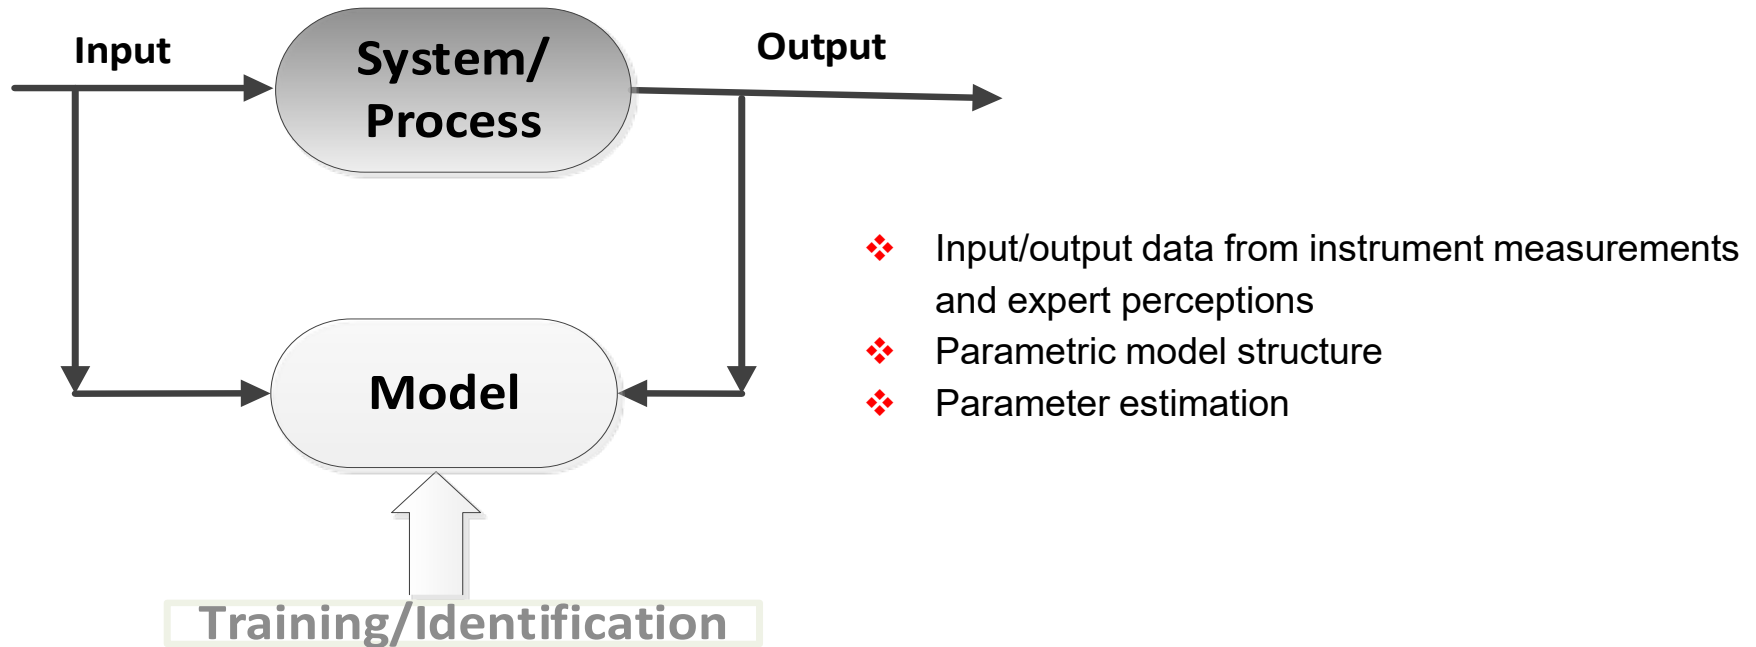 Input
System/
Process
Output
Model
Training/Identification
❖ Input/output data from instrument measurements
and expert perceptions
❖ Parametric model structure
❖ Parameter estimation